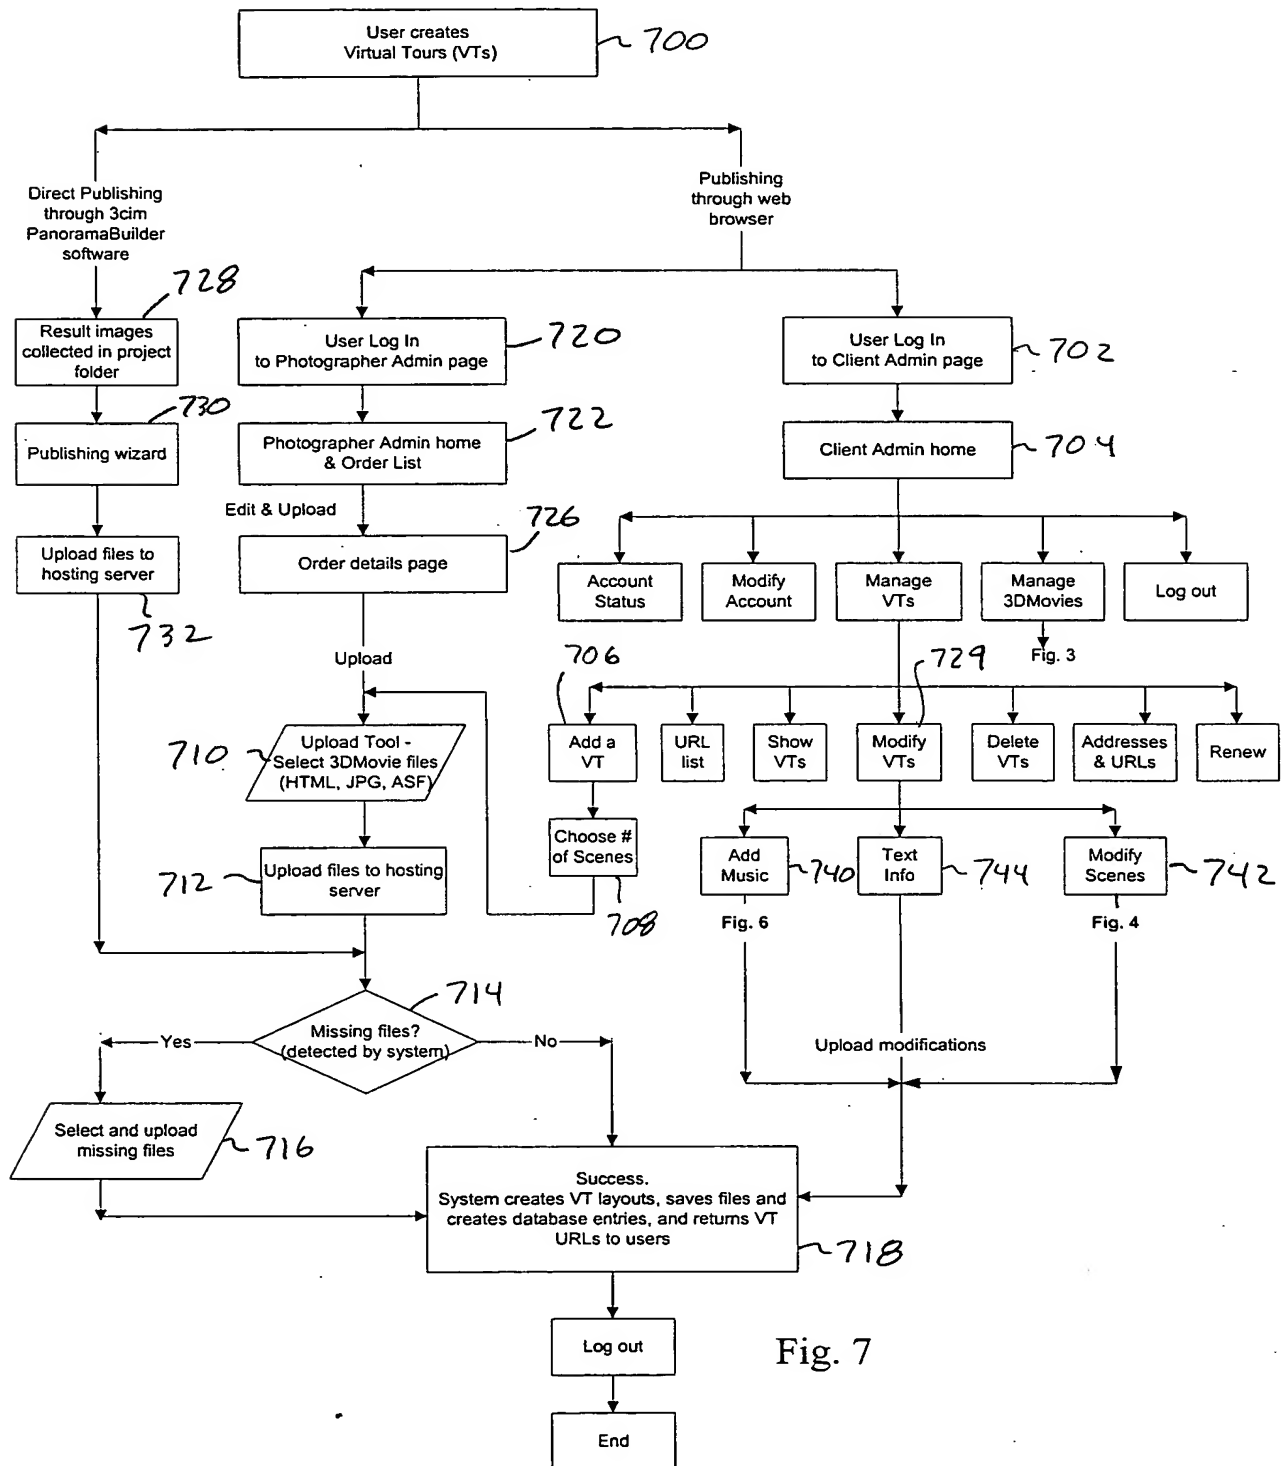 User creates
Virtual Tours (VTs)
700
Direct Publishing
through 3cim
PanoramaBuilder
software
Publishing
through web
browser
728
Result images
collected in project
folder
User Log In
to Photographer Admin page
720
User Log In
to Client Admin page
702
730
Publishing wizard
Photographer Admin home
& Order List
722
Client Admin home
704
Edit & Upload
726
Upload files to
hosting server
732
Order details page
Account
Status
Modify
Account
Manage
VTs
Manage
3DMovies
Log out
Fig. 3
Upload
706
729
710
Upload Tool -
Select 3DMovie files
(HTML, JPG, ASF)
Add a
VT
URL
list
Show
VTs
Modify
VTs
Delete
VTs
Addresses
& URLs
Renew
Choose #
of Scenes
708
Add
Music
740
Text
Info
744
Modify
Scenes
742
712
Upload files to hosting
server
Fig. 6
Fig. 4
714
Missing files?
(detected by system)
Yes
No
Upload modifications
Select and upload
missing files
716
Success.
System creates VT layouts, saves files and
creates database entries, and returns VT
URLs to users
718
Log out
End
Fig. 7